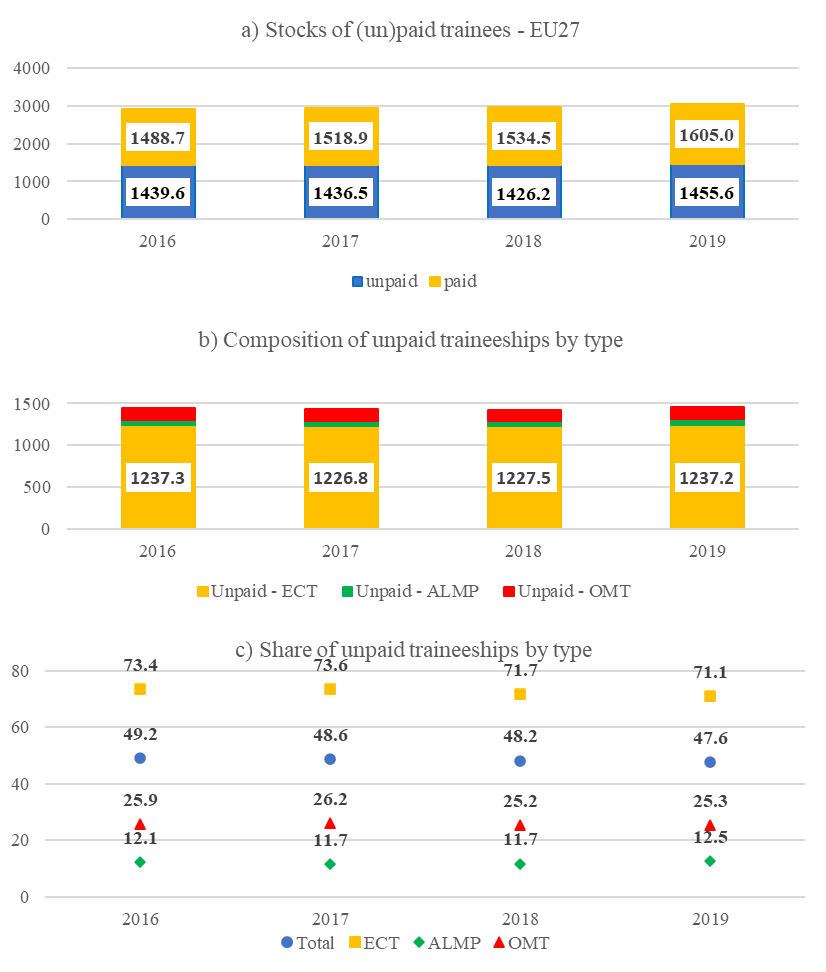 a) Stocks of (un)paid trainees - EU27
4000
3000
2000
1000
0
1488.7 1518.9 1534.5 1605.0
1439.6 1436.5 1426.2 1455.6
2016 2017 2018 2019
unpaid paid
b) Composition of unpaid traineeships by type
1500
1000
500
0
1237.3 1226.8 1227.5 1237.2
2016 2017 2018 2019
Unpaid - ECT Unpaid - ALMP Unpaid - OMT
c) Share of unpaid traineeships by type
80
60
40
20
0
73.4 73.6 71.7 71.1
49.2 48.6 48.2 47.6
25.9 26.2 25.2 25.3
12.1 11.7 11.7 12.5
2016 2017 2018 2019
Total ECT ALMP OMT